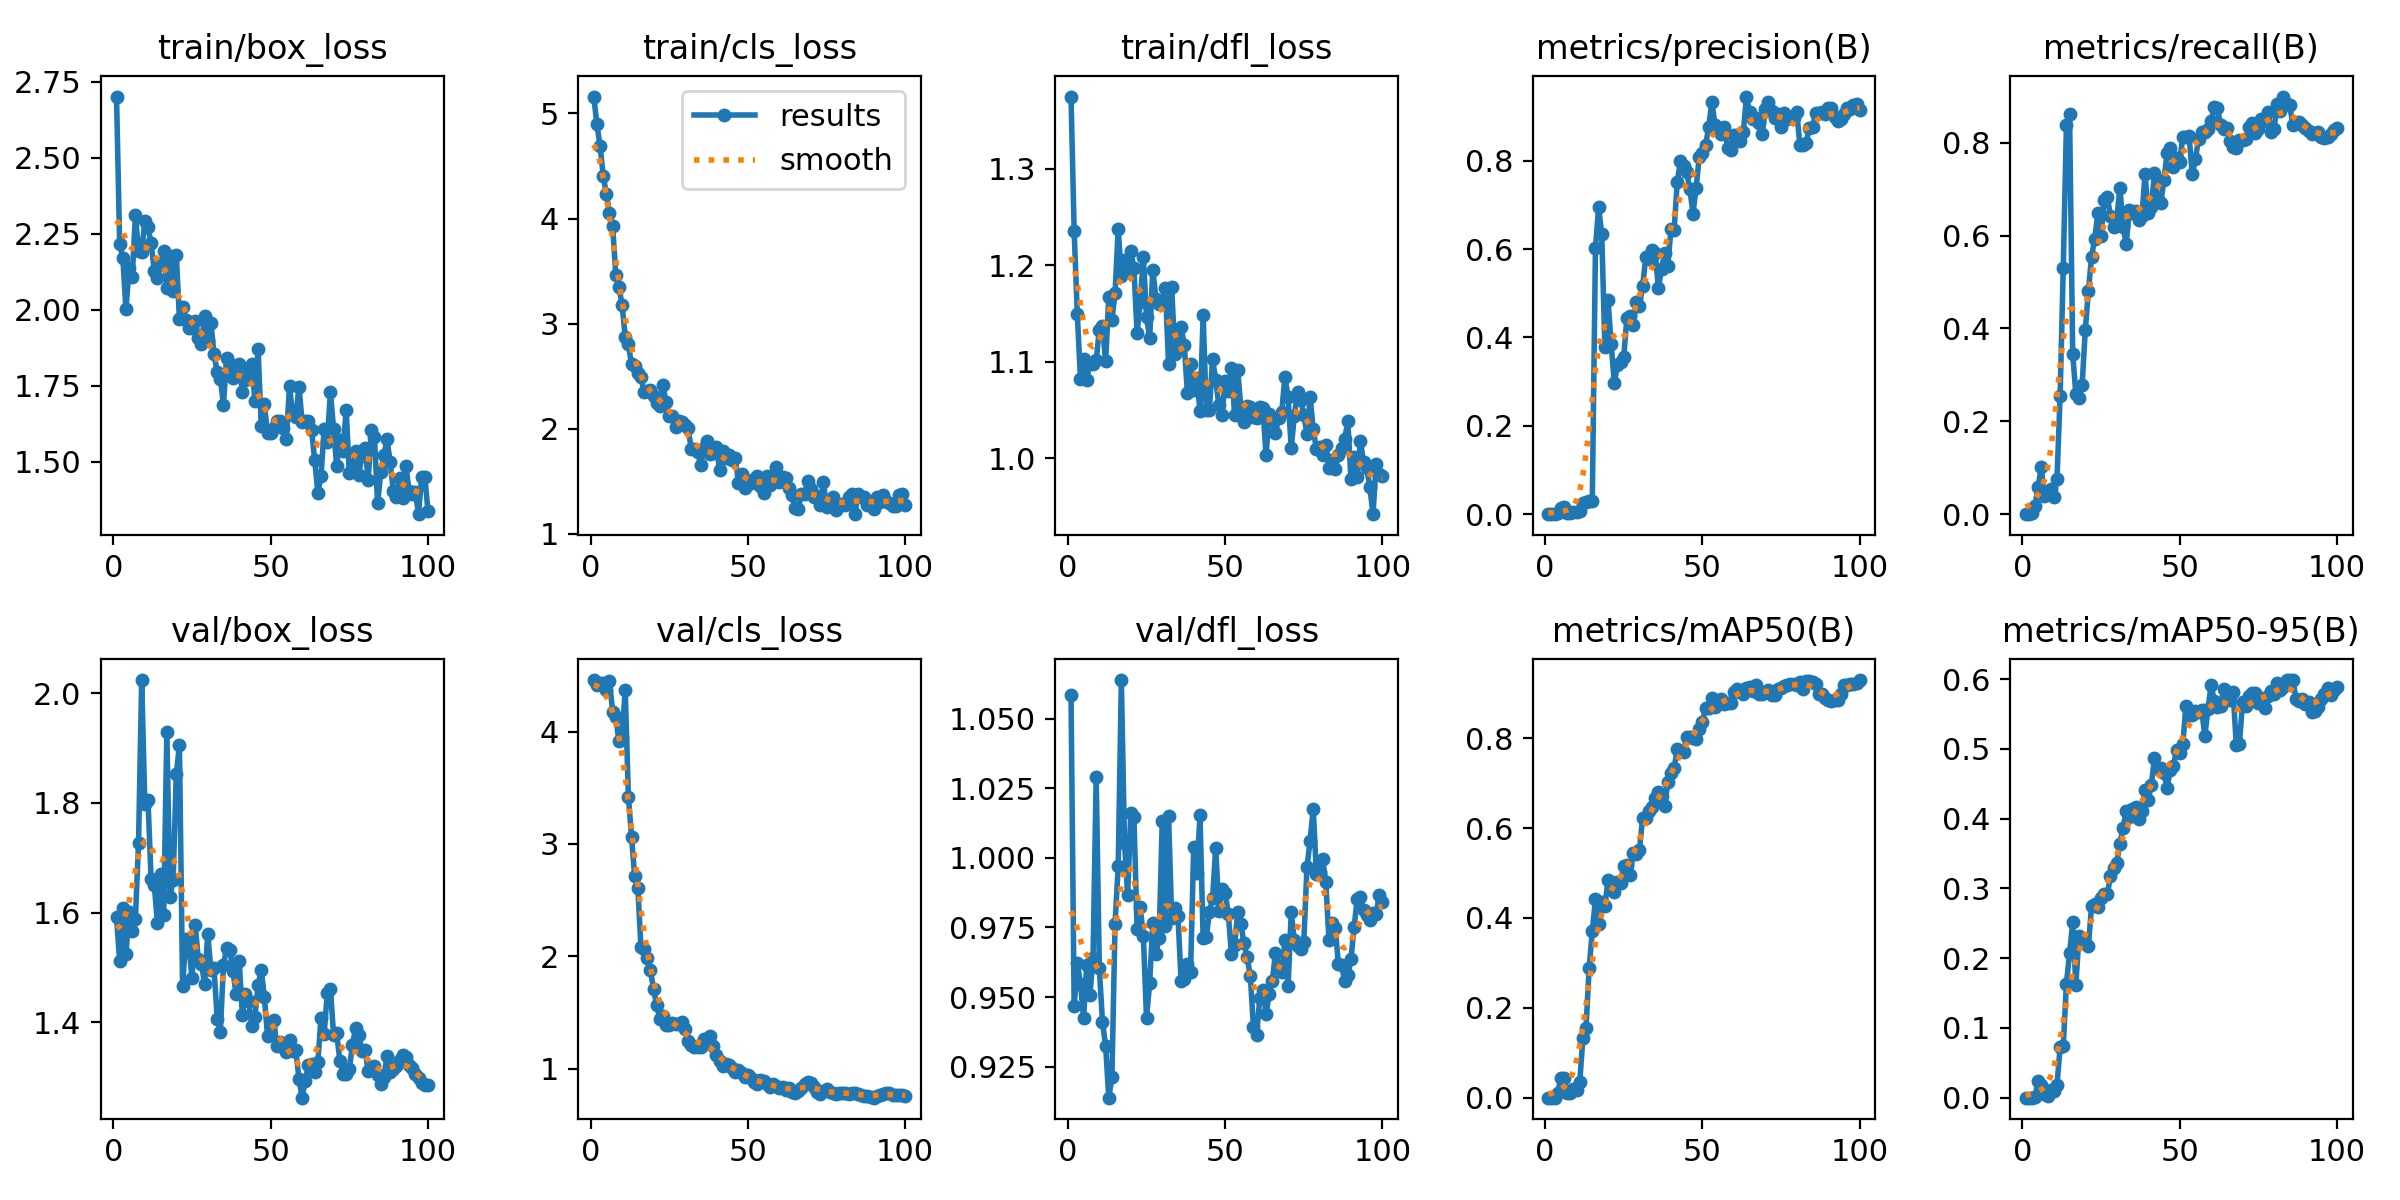 train/box_loss
2.75
2.50
2.25
2.00
1.75
1.50
0 50 100
train/cls_loss
results
smooth
5
4
3
2
1
0 50 100
train/dfl_loss
1.3
1.2
1.1
1.0
0 50 100
metrics/precision(B)
0.8
0.6
0.4
0.2
0.0
0 50 100
metrics/recall(B)
0.8
0.6
0.4
0.2
0.0
0 50 100
val/box_loss
2.0
1.8
1.6
1.4
0 50 100
val/cls_loss
4
3
2
1
0 50 100
val/dfl_loss
1.050
1.025
1.000
0.975
0.950
0.925
0 50 100
metrics/mAP50(B)
0.8
0.6
0.4
0.2
0.0
0 50 100
metrics/mAP50-95(B)
0.6
0.5
0.4
0.3
0.2
0.1
0.0
0 50 100